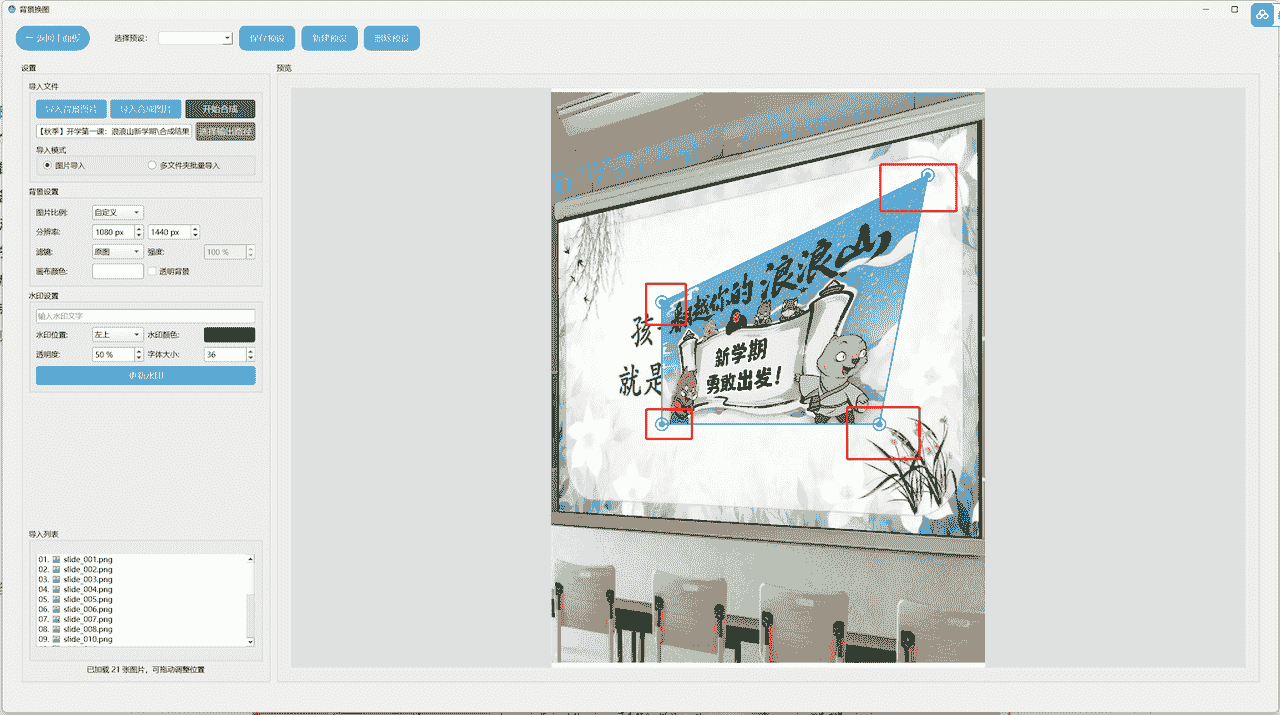 背景换图
← 返回主面板
选择预设:
保存预设
新建预设
删除预设
设置
导入文件
导入背景图片
导入合成图片
开始合成
【秋季】开学第一课：浪浪山新学期\合成结果
选择输出路径
导入模式
图片导入
多文件夹批量导入
背景设置
图片比例:
自定义
分辨率:
1080 px
1440 px
滤镜:
原图
强度:
100 %
画布颜色:
透明背景
水印设置
输入水印文字
水印位置:
左上
水印颜色:
透明度:
50 %
字体大小:
36
更新水印
导入列表
01. slide_001.png
02. slide_002.png
03. slide_003.png
04. slide_004.png
05. slide_005.png
06. slide_006.png
07. slide_007.png
08. slide_008.png
09. slide_010.png
已加载 21 张图片，可拖动调整位置
预览
你的浪浪山
孩
就是
新学期
勇敢出发!